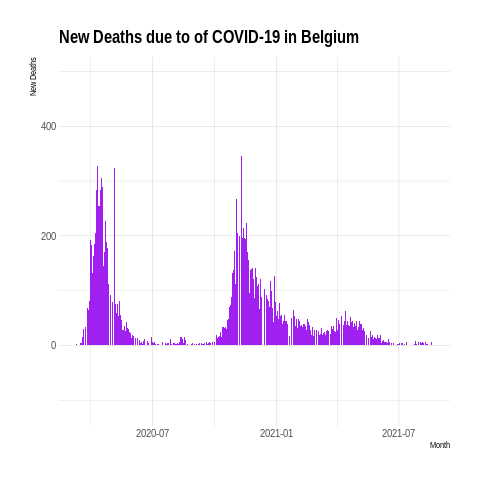 New Deaths due to of COVID-19 in Belgium
New Deaths
400
200
0
2020-07
2021-01
2021-07
Month